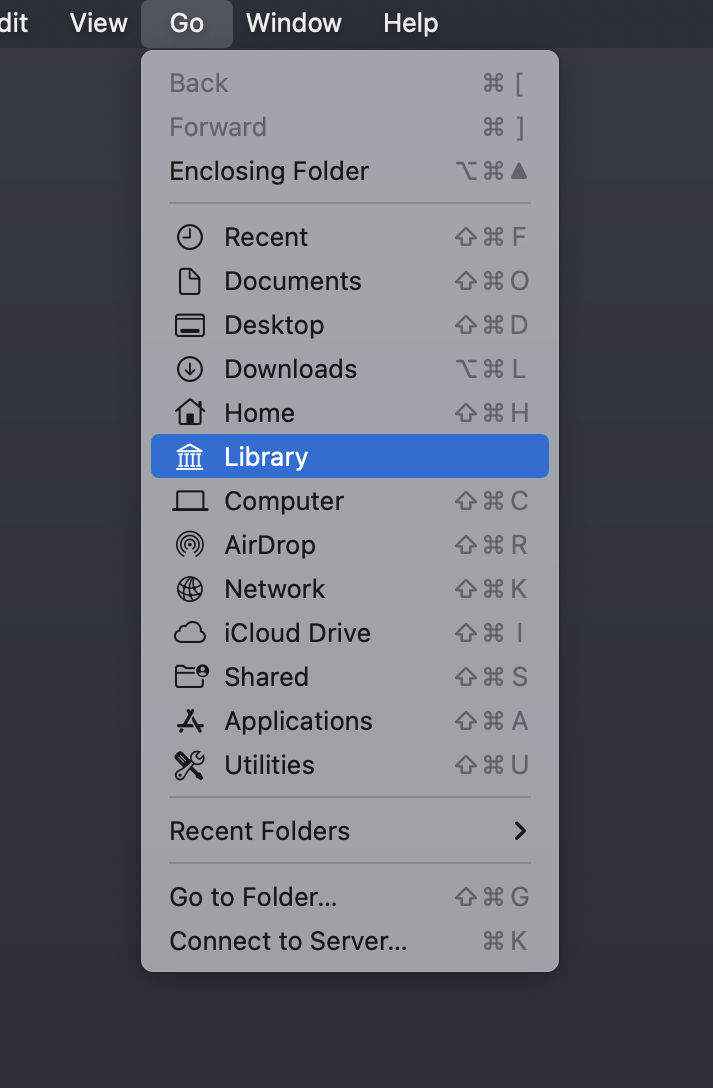 dit View Go Window Help
Back ⌘ [
Forward ⌘ ]
Enclosing Folder ⌥⌘▲
Recent ⇧⌘F
Documents ⇧⌘O
Desktop ⇧⌘D
Downloads ⌥⌘L
Home ⇧⌘H
Library
Computer ⇧⌘C
AirDrop ⇧⌘R
Network ⇧⌘K
iCloud Drive ⇧⌘I
Shared ⇧⌘S
Applications ⇧⌘A
Utilities ⇧⌘U
Recent Folders
Go to Folder... ⇧⌘G
Connect to Server... ⌘K